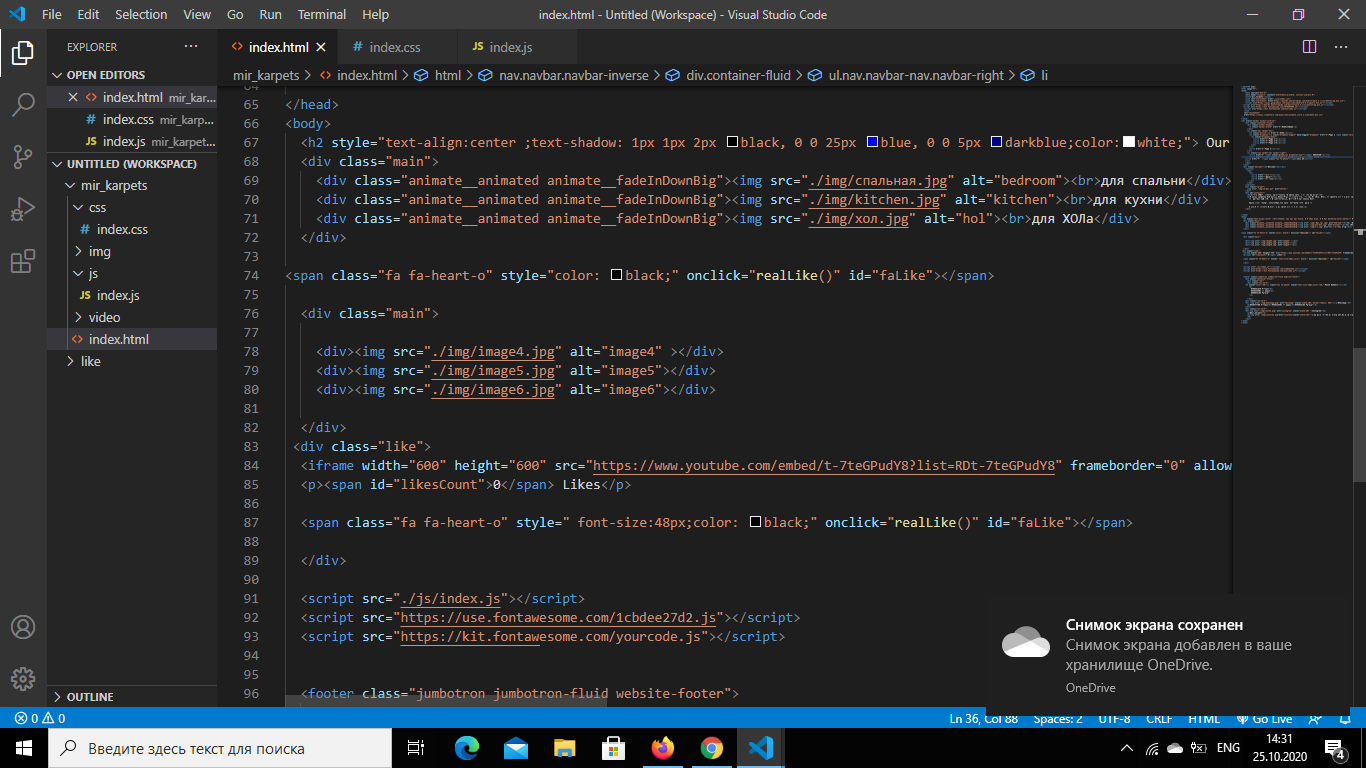 File Edit Selection View Go Run Terminal Help
index.html - Untitled (Workspace) - Visual Studio Code
EXPLORER
OPEN EDITORS
index.html mir_kar...
index.css mir_karp...
index.js mir_karpet...
UNTITLED (WORKSPACE)
mir_karpets
css
index.css
img
js
index.js
video
index.html
like
OUTLINE
index.html
index.css
JS index.js
mir_karpets > index.html > html > nav.navbar.navbar-inverse > div.container-fluid > ul.nav.navbar-nav.navbar-right > li
64
65 </head>
66 <body>
67 <h2 style="text-align:center ;text-shadow: 1px 1px 2px black, 0 0 25px blue, 0 0 5px darkblue;color:white;"> Our
68 <div class="main">
69 <div class="animate__animated animate__fadeInDownBig"><img src="./img/спальная.jpg" alt="bedroom"><br>для спальни</div>
70 <div class="animate__animated animate__fadeInDownBig"><img src="./img/kitchen.jpg" alt="kitchen"><br>для кухни</div>
71 <div class="animate__animated animate__fadeInDownBig"><img src="./img/хол.jpg" alt="hol"><br>для ХОЛа</div>
72 </div>
73
74 <span class="fa fa-heart-o" style="color: black;" onclick="realLike()" id="faLike"></span>
75
76 <div class="main">
77
78 <div><img src="./img/image4.jpg" alt="image4" ></div>
79 <div><img src="./img/image5.jpg" alt="image5"></div>
80 <div><img src="./img/image6.jpg" alt="image6"></div>
81
82 </div>
83 <div class="like">
84 <iframe width="600" height="600" src="https://www.youtube.com/embed/t-7teGPudY8?list=RDt-7teGPudY8" frameborder="0" allow
85 <p><span id="likesCount">0</span> Likes</p>
86
87 <span class="fa fa-heart-o" style=" font-size:48px;color: black;" onclick="realLike()" id="faLike"></span>
88
89 </div>
90
91 <script src="./js/index.js"></script>
92 <script src="https://use.fontawesome.com/1cbdee27d2.js"></script>
93 <script src="https://kit.fontawesome.com/yourcode.js"></script>
94
95
96 <footer class="jumbotron jumbotron-fluid website-footer">
Снимок экрана сохранен
Снимок экрана добавлен в ваше
хранилище OneDrive.
OneDrive
0 0
Ln 36, Col 88 Spaces: 2 UTF-8 CRLF HTML Go Live
Введите здесь текст для поиска
ENG
14:31
25.10.2020
4